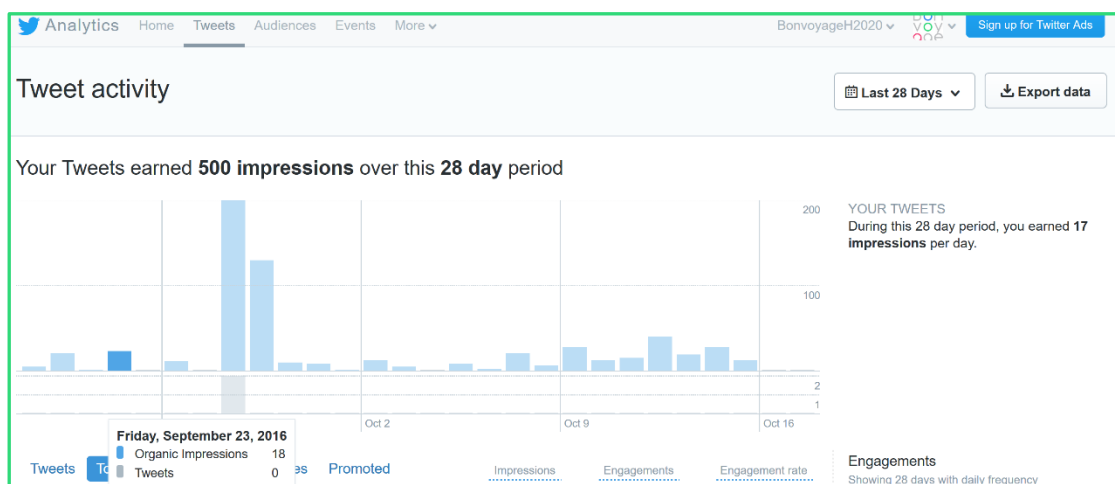 Analytics Home Tweets Audiences Events More BonvoyageH2020 Sign up for Twitter Ads
Tweet activity
Last 28 Days Export data
Your Tweets earned 500 impressions over this 28 day period
200
100
2
1
Oct 2 Oct 9 Oct 16
YOUR TWEETS
During this 28 day period, you earned 17
impressions per day.
Friday, September 23, 2016
Organic Impressions 18
Tweets 0
Tweets Promoted
Impressions Engagements Engagement rate
Engagements
Showing 28 days with daily frequency